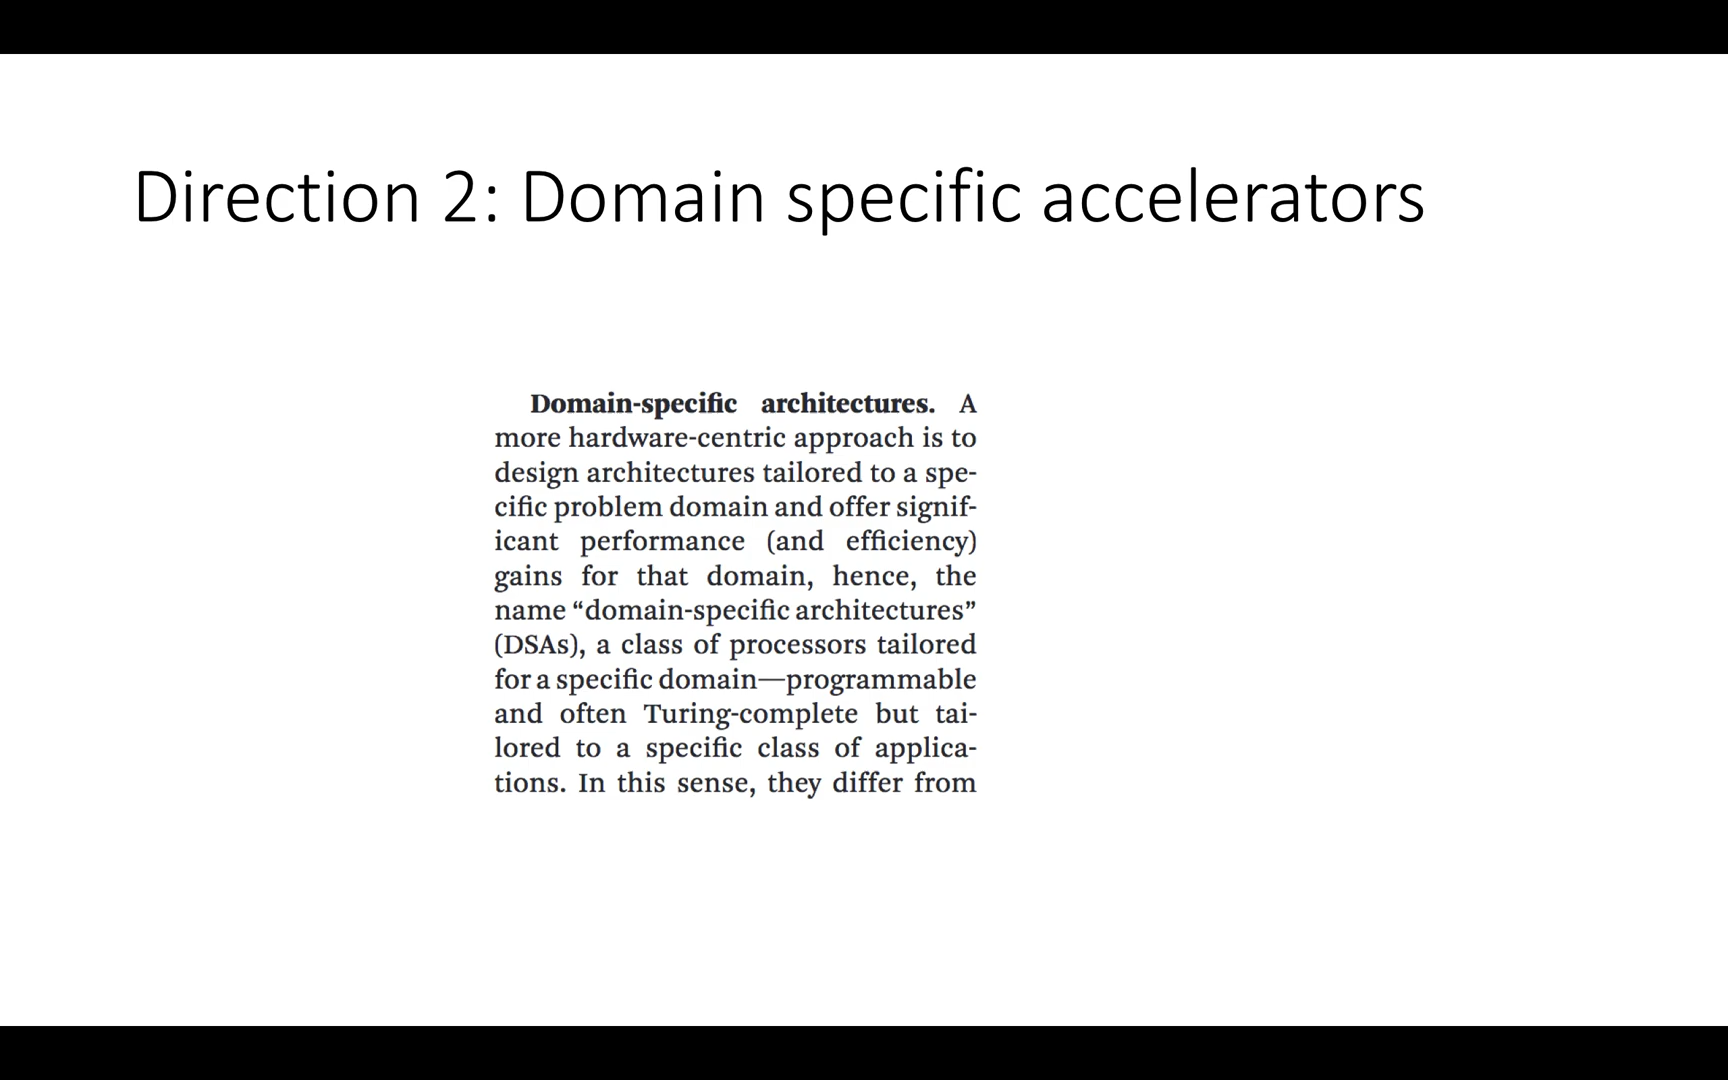 Direction 2: Domain specific accelerators
Domain-specific architectures. A
more hardware-centric approach is to
design architectures tailored to a spe-
cific problem domain and offer signif-
icant performance (and efficiency)
gains for that domain, hence, the
name “domain-specific architectures”
(DSAs), a class of processors tailored
for a specific domain—programmable
and often Turing-complete but tai-
lored to a specific class of applica-
tions. In this sense, they differ from